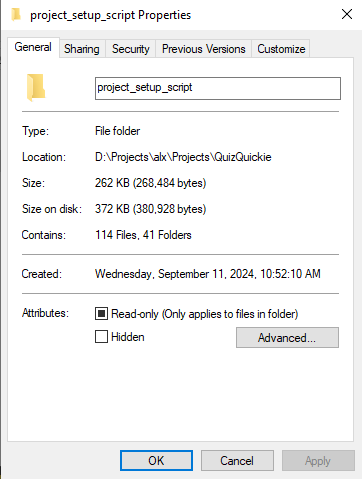 project_setup_script Properties
General Sharing Security Previous Versions Customize
project_setup_script
Type: File folder
Location: D:\Projects\alx\Projects\QuizQuickie
Size: 262 KB (268,484 bytes)
Size on disk: 372 KB (380,928 bytes)
Contains: 114 Files, 41 Folders
Created: Wednesday, September 11, 2024, 10:52:10 AM
Attributes: Read-only (Only applies to files in folder)
Hidden Advanced...
OK Cancel Apply